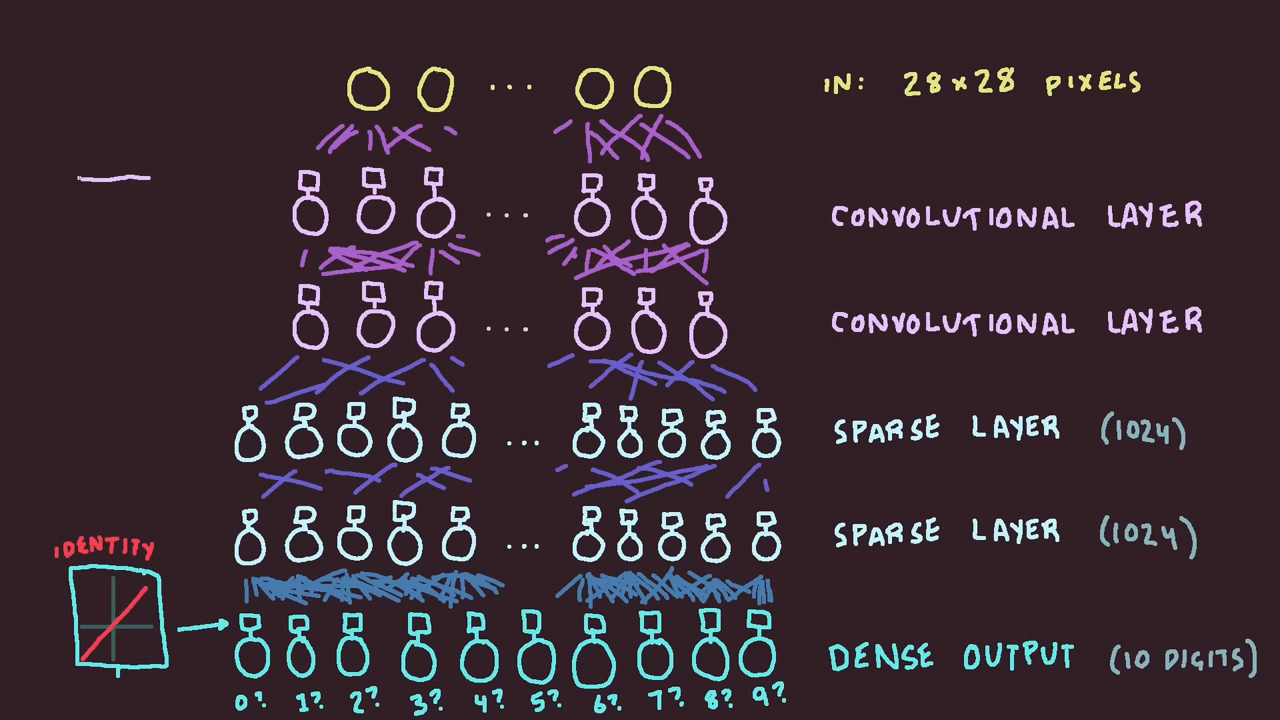 IN: 28×28 PIXELS
CONVOLUTIONAL LAYER
CONVOLUTIONAL LAYER
SPARSE LAYER (1024)
SPARSE LAYER (1024)
IDENTITY
DENSE OUTPUT (10 DIGITS)
0? 1? 2? 3? 4? 5? 6? 7? 8? 9?